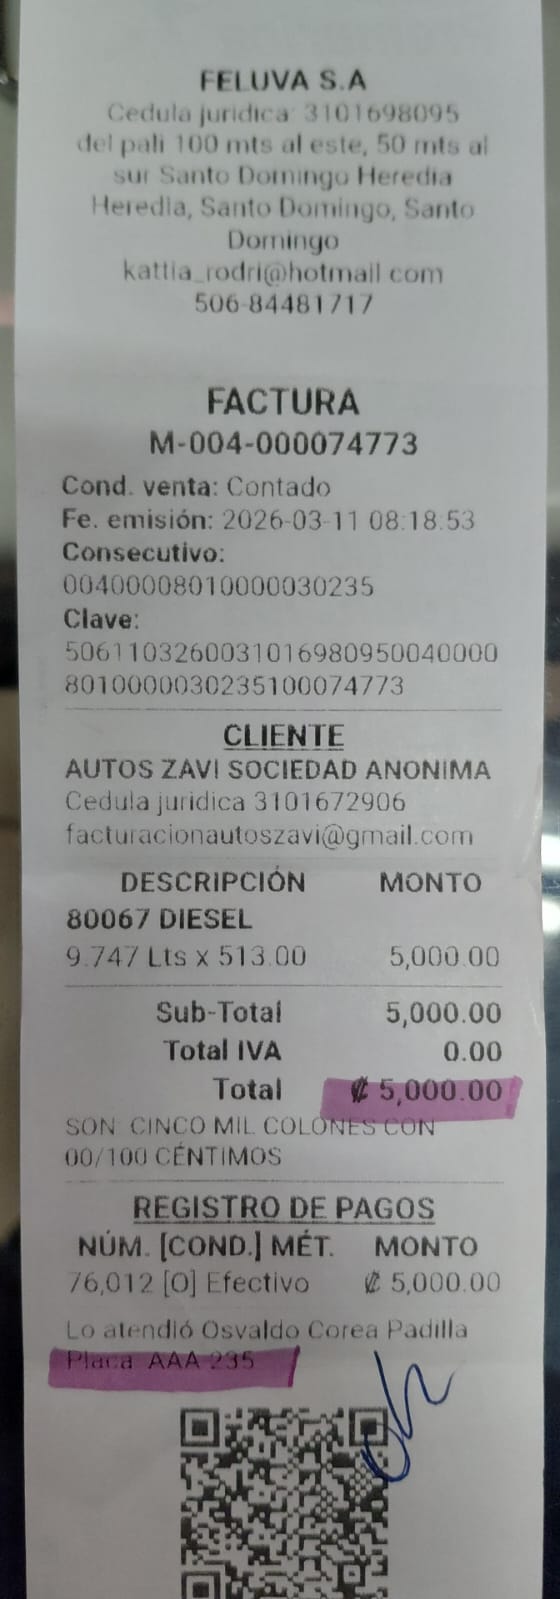 FELUVA S.A
Cedula juridica: 3101698095
del pali 100 mts al este, 50 mts al
sur Santo Domingo Heredia
Heredia, Santo Domingo, Santo
Domingo
kattia_rodri@hotmail.com
506-84481717
FACTURA
M-004-000074773
Cond. venta: Contado
Fe. emisión: 2026-03-11 08:18:53
Consecutivo:
00400008010000030235
Clave:
5061103260031016980950040000
8010000030235100074773
CLIENTE
AUTOS ZAVI SOCIEDAD ANONIMA
Cedula juridica 3101672906
facturacionautoszavi@gmail.com
DESCRIPCIÓN MONTO
80067 DIESEL
9.747 Lts x 513.00 5,000.00
Sub-Total 5,000.00
Total IVA 0.00
Total ₡ 5,000.00
SON: CINCO MIL COLONES CON
00/100 CÉNTIMOS
REGISTRO DE PAGOS
NÚM. [COND.] MÉT. MONTO
76,012 [O] Efectivo ₡ 5,000.00
Lo atendió Osvaldo Corea Padilla
Placa: AAA 235